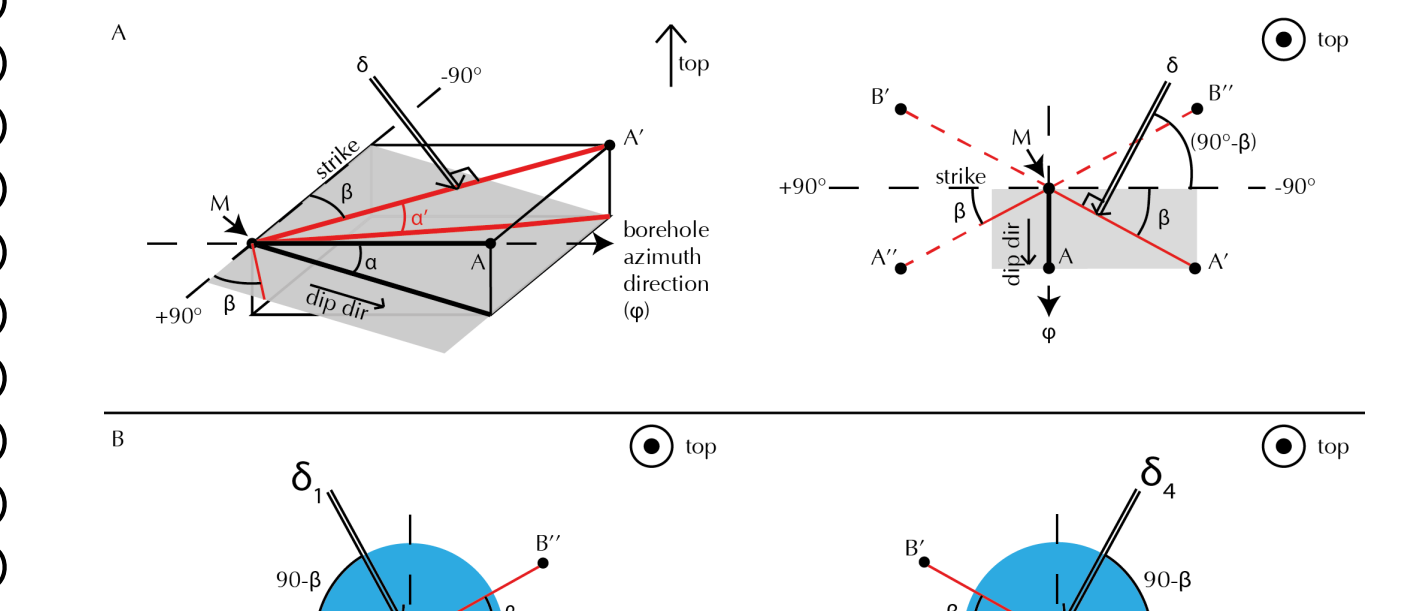 A
δ
-90°
top
strike
β
A′
M
α′
A
α
β
dip dir
+90°
borehole
azimuth
direction
(φ)
top
δ
B′
B′′
M
(90°-β)
strike
+90°
-90°
β
β
dip dir
A′′
A
A′
φ
B
top
top
δ1
δ4
B′′
B′
90-β
90-β